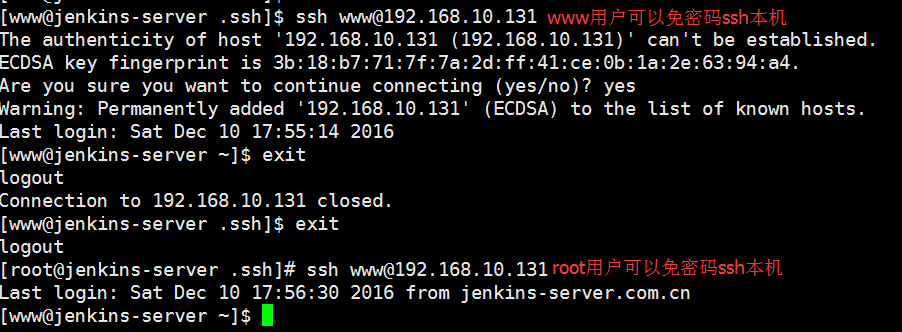 [www@jenkins-server .ssh]$ ssh www@192.168.10.131 www用户可以免密码ssh本机
The authenticity of host '192.168.10.131 (192.168.10.131)' can't be established.
ECDSA key fingerprint is 3b:18:b7:71:7f:7a:2d:ff:41:ce:0b:1a:2e:63:94:a4.
Are you sure you want to continue connecting (yes/no)? yes
Warning: Permanently added '192.168.10.131' (ECDSA) to the list of known hosts.
Last login: Sat Dec 10 17:55:14 2016
[www@jenkins-server ~]$ exit
logout
Connection to 192.168.10.131 closed.
[www@jenkins-server .ssh]$ exit
logout
[root@jenkins-server .ssh]# ssh www@192.168.10.131 root用户可以免密码ssh本机
Last login: Sat Dec 10 17:56:30 2016 from jenkins-server.com.cn
[www@jenkins-server ~]$